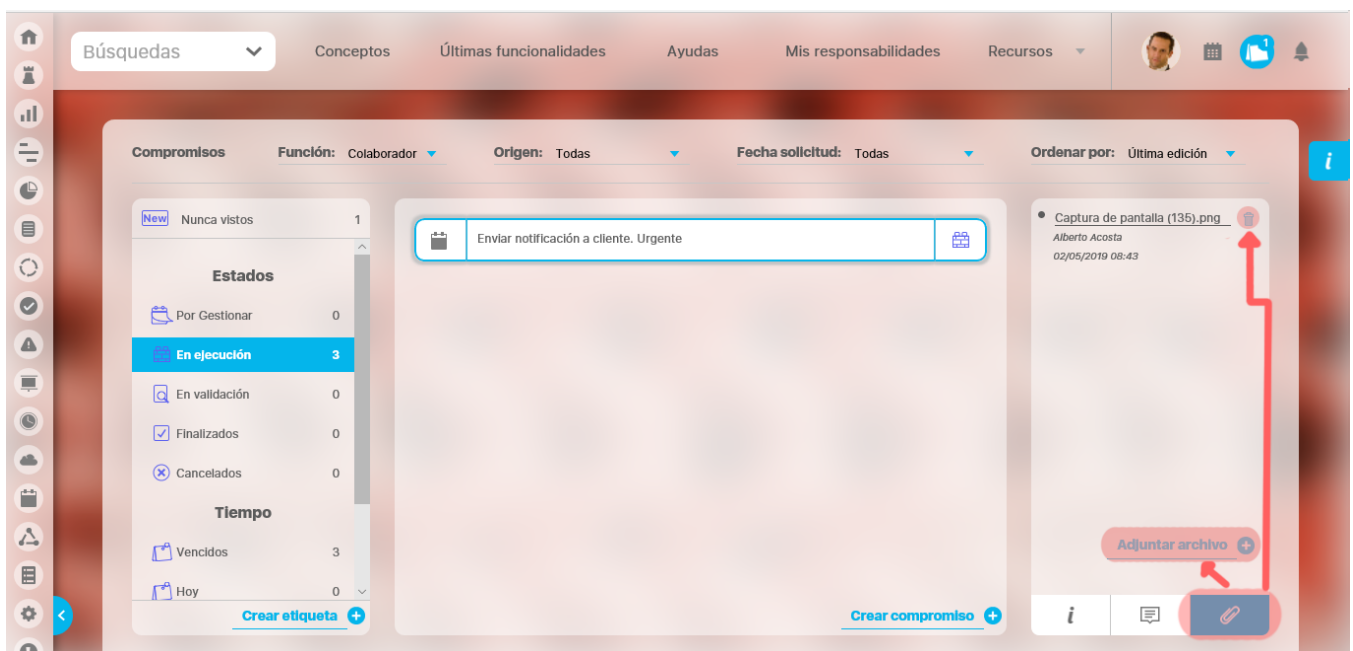 Búsquedas
Conceptos
Últimas funcionalidades
Ayudas
Mis responsabilidades
Recursos
1
Compromisos
Función: Colaborador
Origen: Todas
Fecha solicitud: Todas
Ordenar por: Última edición
i
New Nunca vistos 1
Estados
Por Gestionar 0
En ejecución 3
En validación 0
Finalizados 0
Cancelados 0
Tiempo
Vencidos 3
Hoy 0
Crear etiqueta
Enviar notificación a cliente. Urgente
Crear compromiso
Captura de pantalla (135).png
Alberto Acosta
02/05/2019 08:43
Adjuntar archivo
i